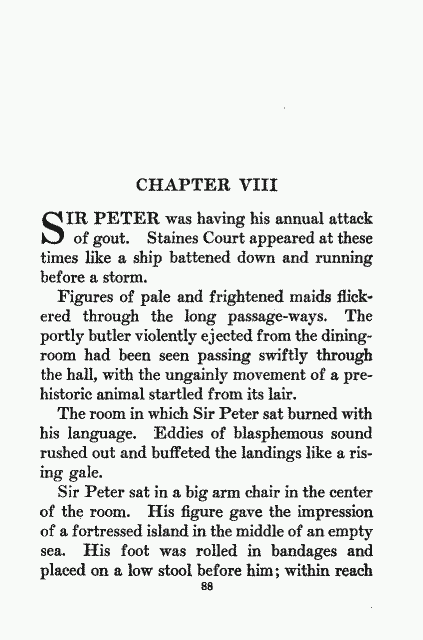 CHAPTER VIII
SIR PETER was having his annual attack
of gout. Staines Court appeared at these
times like a ship battened down and running
before a storm.
Figures of pale and frightened maids flick-
ered through the long passage-ways. The
portly butler violently ejected from the dining-
room had been seen passing swiftly through
the hall, with the ungainly movement of a pre-
historic animal startled from its lair.
The room in which Sir Peter sat burned with
his language. Eddies of blasphemous sound
rushed out and buffeted the landings like a ris-
ing gale.
Sir Peter sat in a big arm chair in the center
of the room. His figure gave the impression
of a fortressed island in the middle of an empty
sea. His foot was rolled in bandages and
placed on a low stool before him; within reach
88